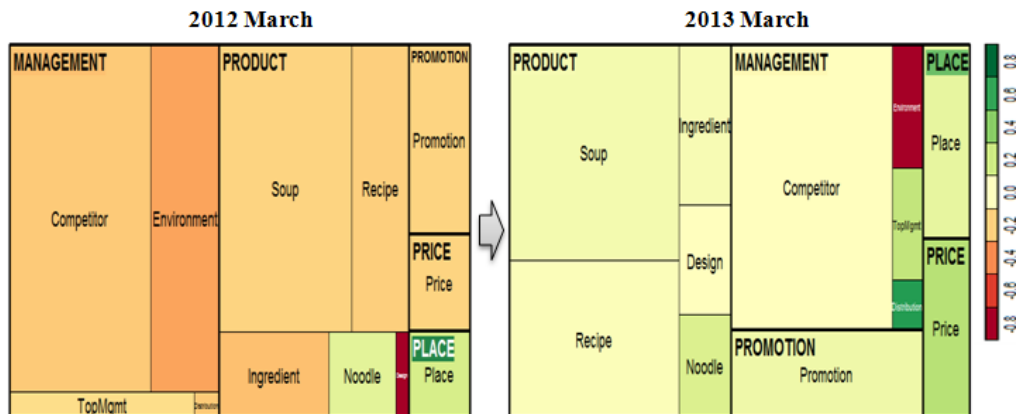 2012 March
2013 March
MANAGEMENT
Competitor
Environment
TopMgmt
Distribution
PRODUCT
Soup
Recipe
Ingredient
Noodle
Design
PROMOTION
Promotion
PRICE
Price
PLACE
Place
PRODUCT
Soup
Recipe
Ingredient
Design
Noodle
MANAGEMENT
Competitor
Environment
TopMgmt
Distribution
PROMOTION
Promotion
PLACE
Place
PRICE
Price
0.8
0.6
0.4
0.2
0.0
-0.2
-0.4
-0.6
-0.8